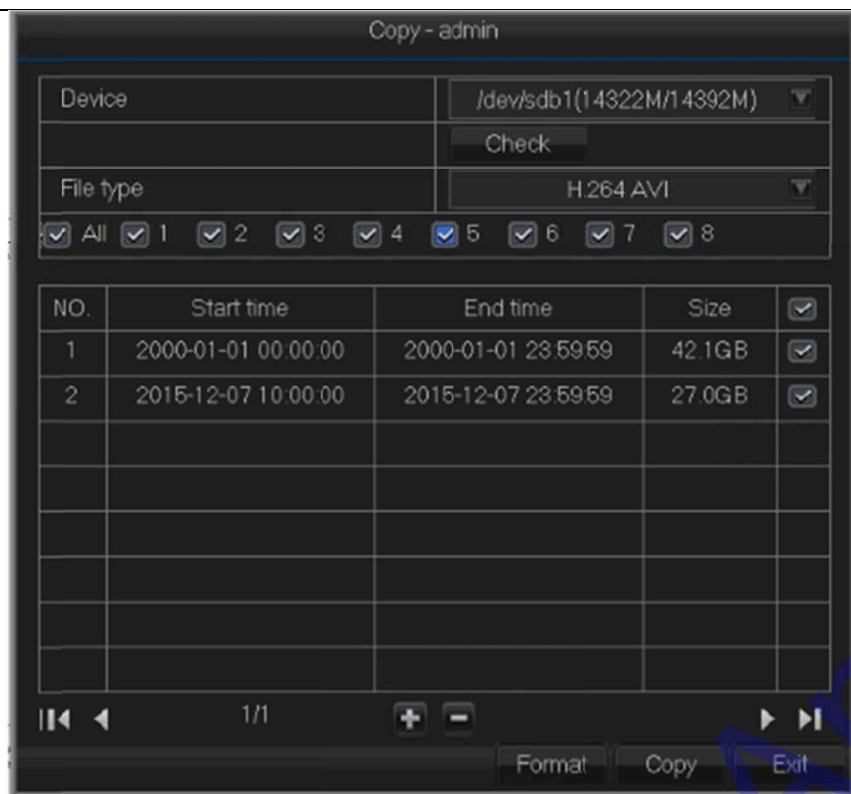 Copy - admin
Device /dev/sdb1(14322M/14392M)
Check
File type H.264 AVI
All 1 2 3 4 5 6 7 8
NO. Start time End time Size
1 2000-01-01 00:00:00 2000-01-01 23:59:59 42.1GB
2 2015-12-07 10:00:00 2015-12-07 23:59:59 27.0GB
1/1
Format Copy Exit